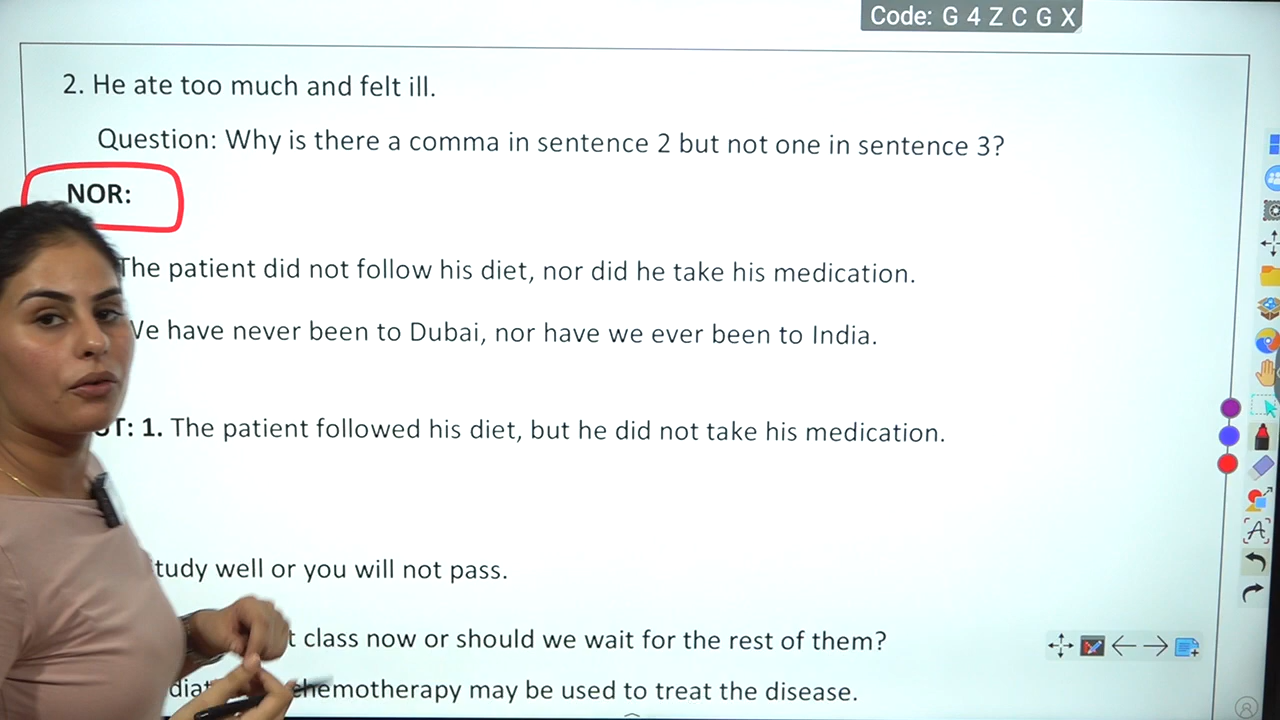 Code: G 4 Z C G X
2. He ate too much and felt ill.
Question: Why is there a comma in sentence 2 but not one in sentence 3?
NOR:
The patient did not follow his diet, nor did he take his medication.
We have never been to Dubai, nor have we ever been to India.
1. The patient followed his diet, but he did not take his medication.
or you will not pass.
class now or should we wait for the rest of them?
chemotherapy may be used to treat the disease.